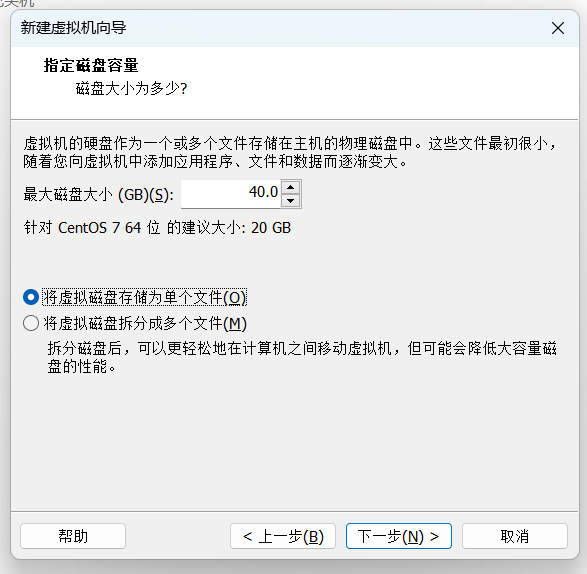 新建虚拟机向导
指定磁盘容量
磁盘大小为多少?
虚拟机的硬盘作为一个或多个文件存储在主机的物理磁盘中。这些文件最初很小，
随着您向虚拟机中添加应用程序、文件和数据而逐渐变大。
最大磁盘大小 (GB)(S): 40.0
针对 CentOS 7 64 位 的建议大小: 20 GB
将虚拟磁盘存储为单个文件(O)
将虚拟磁盘拆分成多个文件(M)
拆分磁盘后，可以更轻松地在计算机之间移动虚拟机，但可能会降低大容量磁
盘的性能。
帮助 < 上一步(B) 下一步(N) > 取消